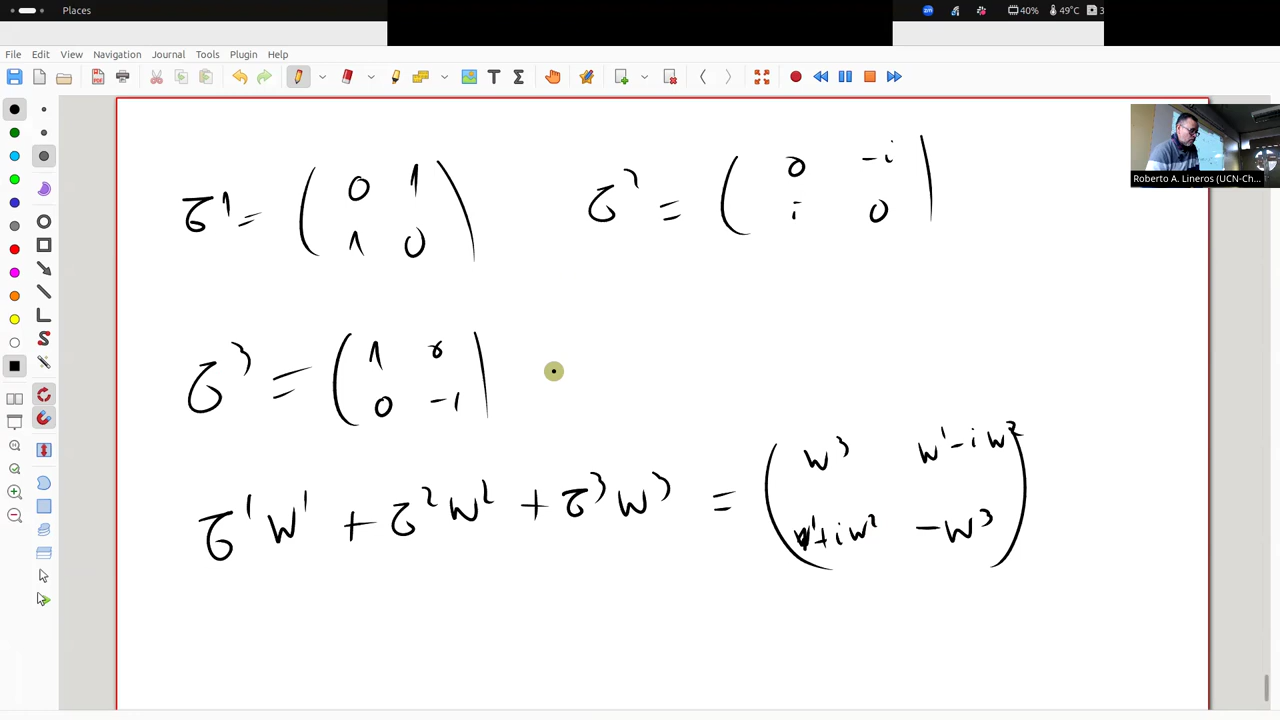 Places
40% 49°C 3
File Edit View Navigation Journal Tools Plugin Help
Roberto A. Lineros (UCN-Ch...
σ¹ = ( 0 1
1 0 )
σ² = ( 0 -i
i 0 )
σ³ = ( 1 0
0 -1 )
σ¹W¹ + σ²W² + σ³W³ = ( W³ W¹-iW²
W¹+iW² -W³ )